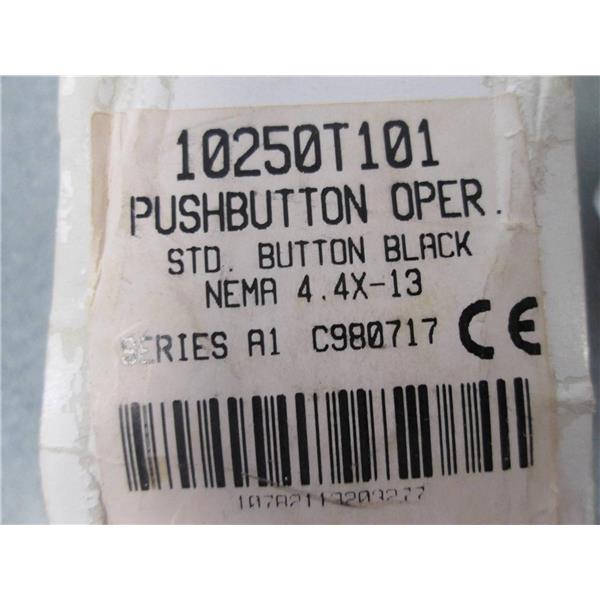 10250T101
PUSHBUTTON OPER.
STD. BUTTON BLACK
NEMA 4.4X-13
SERIES A1 C980717 CE